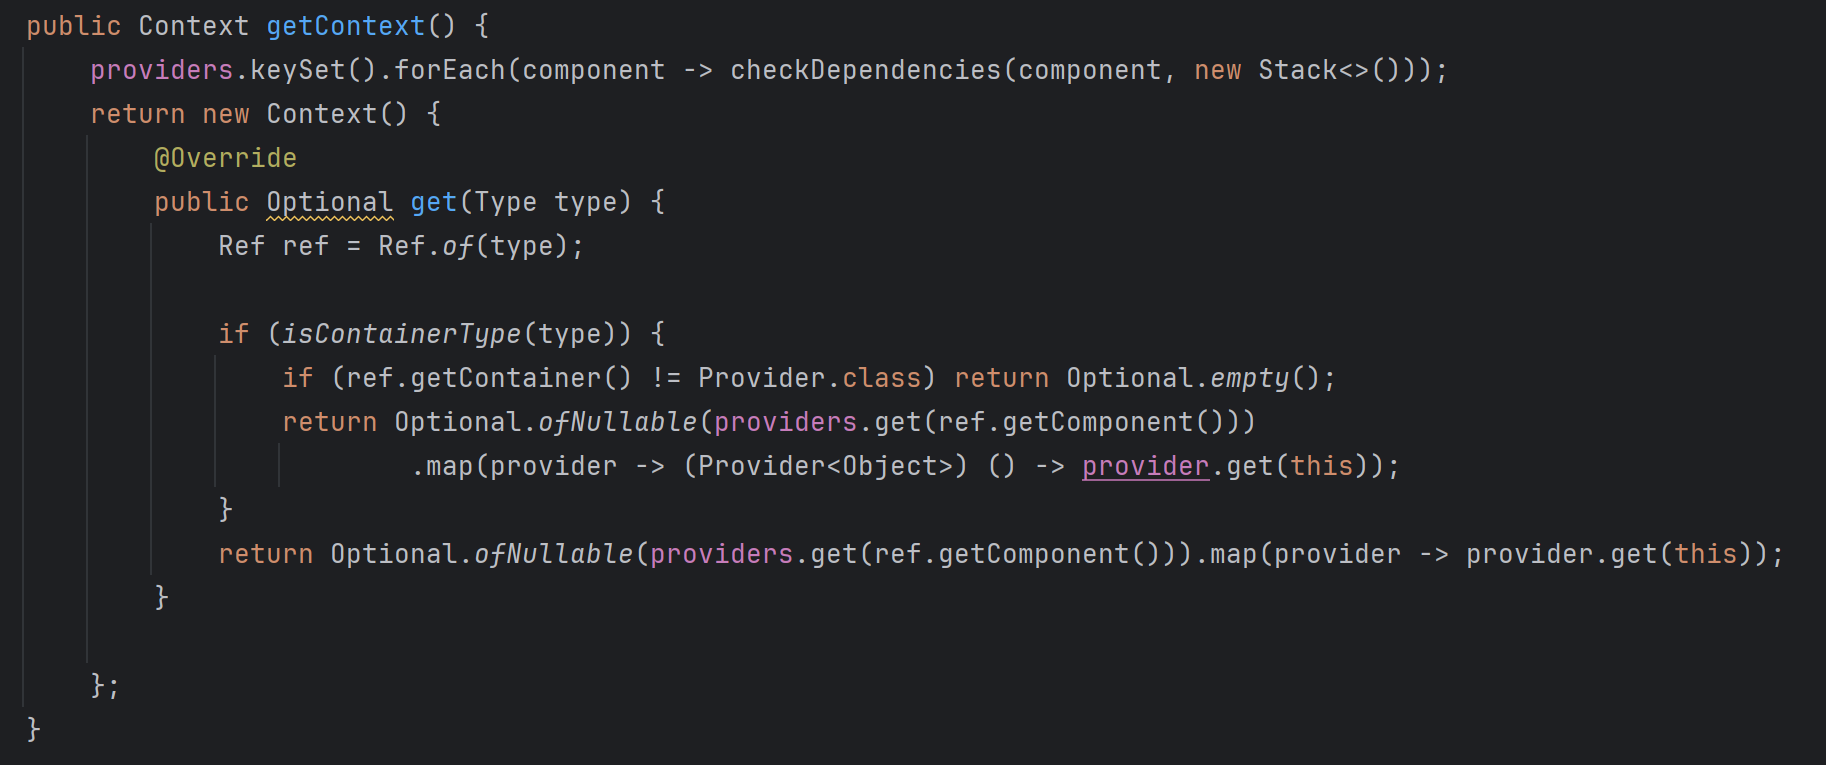 public Context getContext() {
    providers.keySet().forEach(component -> checkDependencies(component, new Stack<>()));
    return new Context() {
        @Override
        public Optional get(Type type) {
            Ref ref = Ref.of(type);
            if (isContainerType(type)) {
                if (ref.getContainer() != Provider.class) return Optional.empty();
                return Optional.ofNullable(providers.get(ref.getComponent()))
                        .map(provider -> (Provider<Object>) () -> provider.get(this));
            }
            return Optional.ofNullable(providers.get(ref.getComponent())).map(provider -> provider.get(this));
        }
    };
}